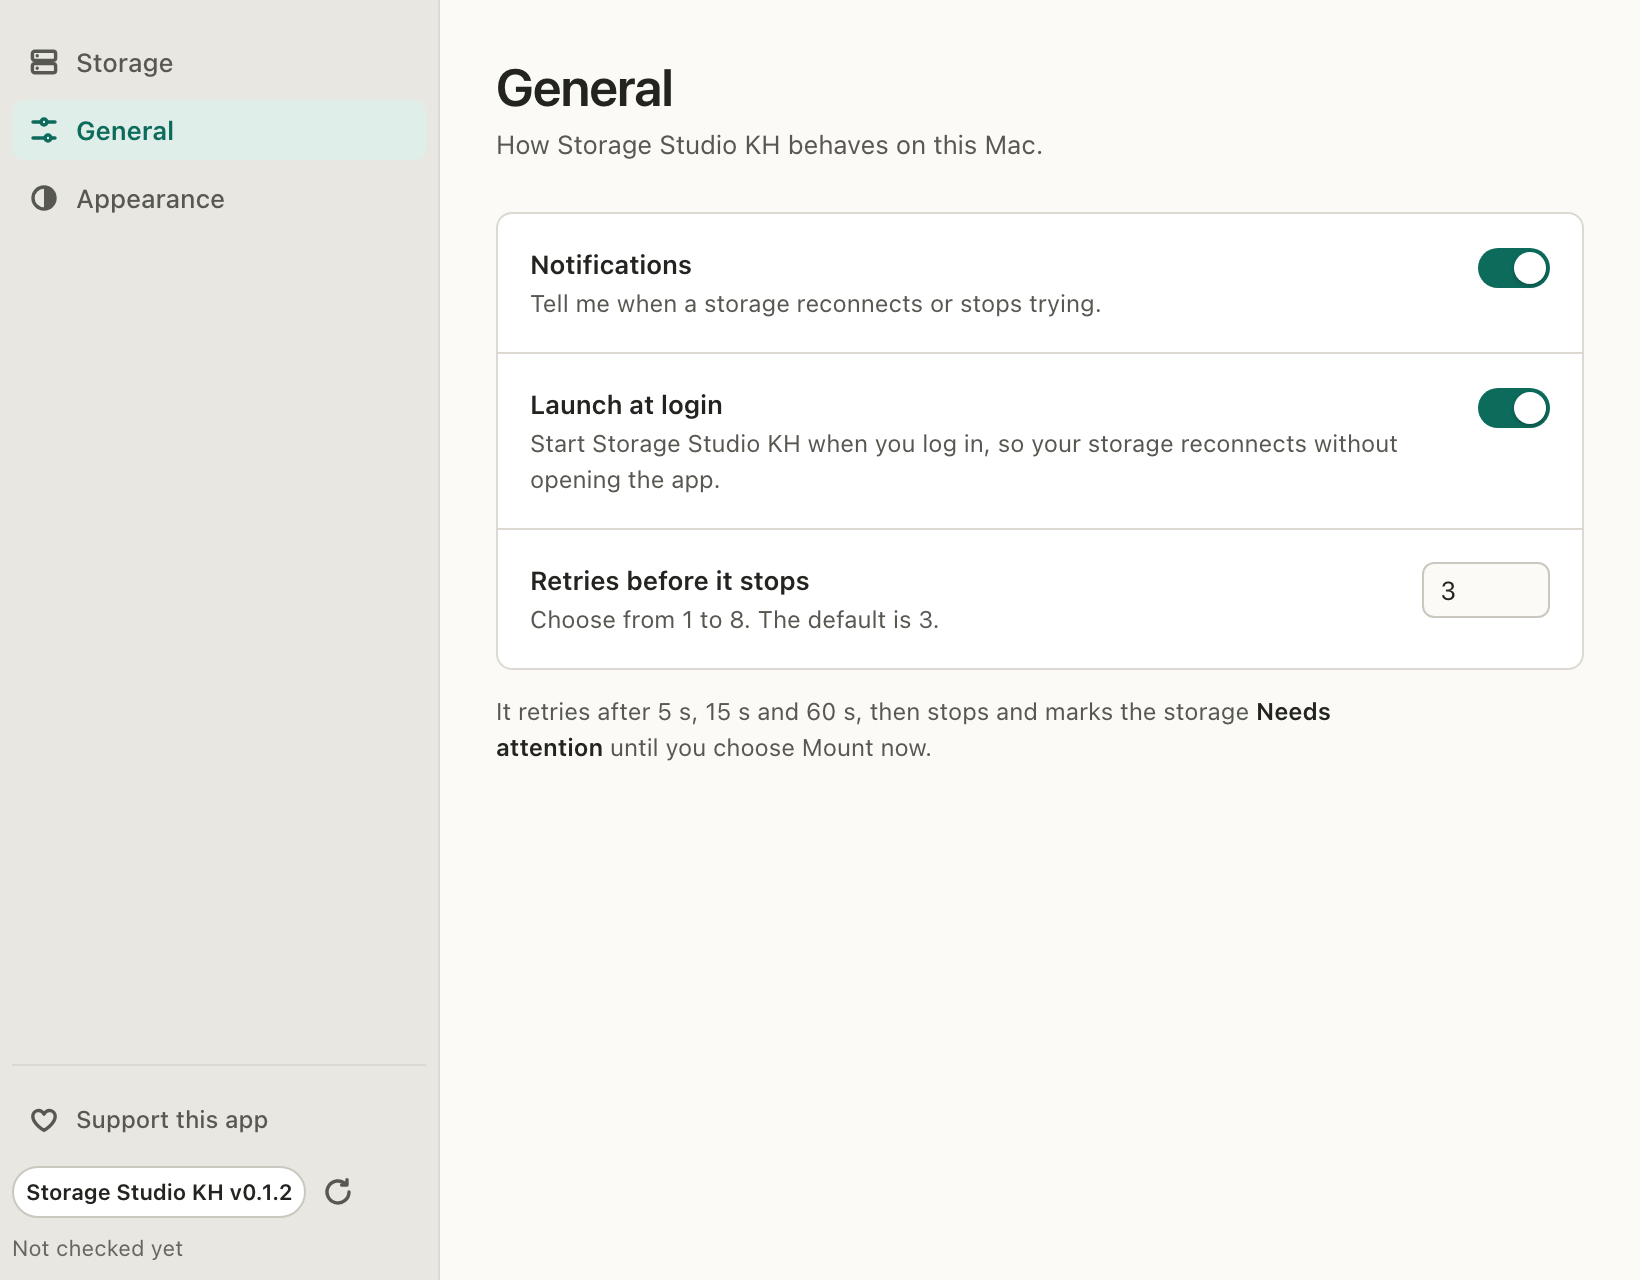 Storage
General
Appearance
Support this app
Storage Studio KH v0.1.2
Not checked yet
General
How Storage Studio KH behaves on this Mac.
Notifications
Tell me when a storage reconnects or stops trying.
Launch at login
Start Storage Studio KH when you log in, so your storage reconnects without
opening the app.
Retries before it stops
3
Choose from 1 to 8. The default is 3.
It retries after 5 s, 15 s and 60 s, then stops and marks the storage Needs
attention until you choose Mount now.